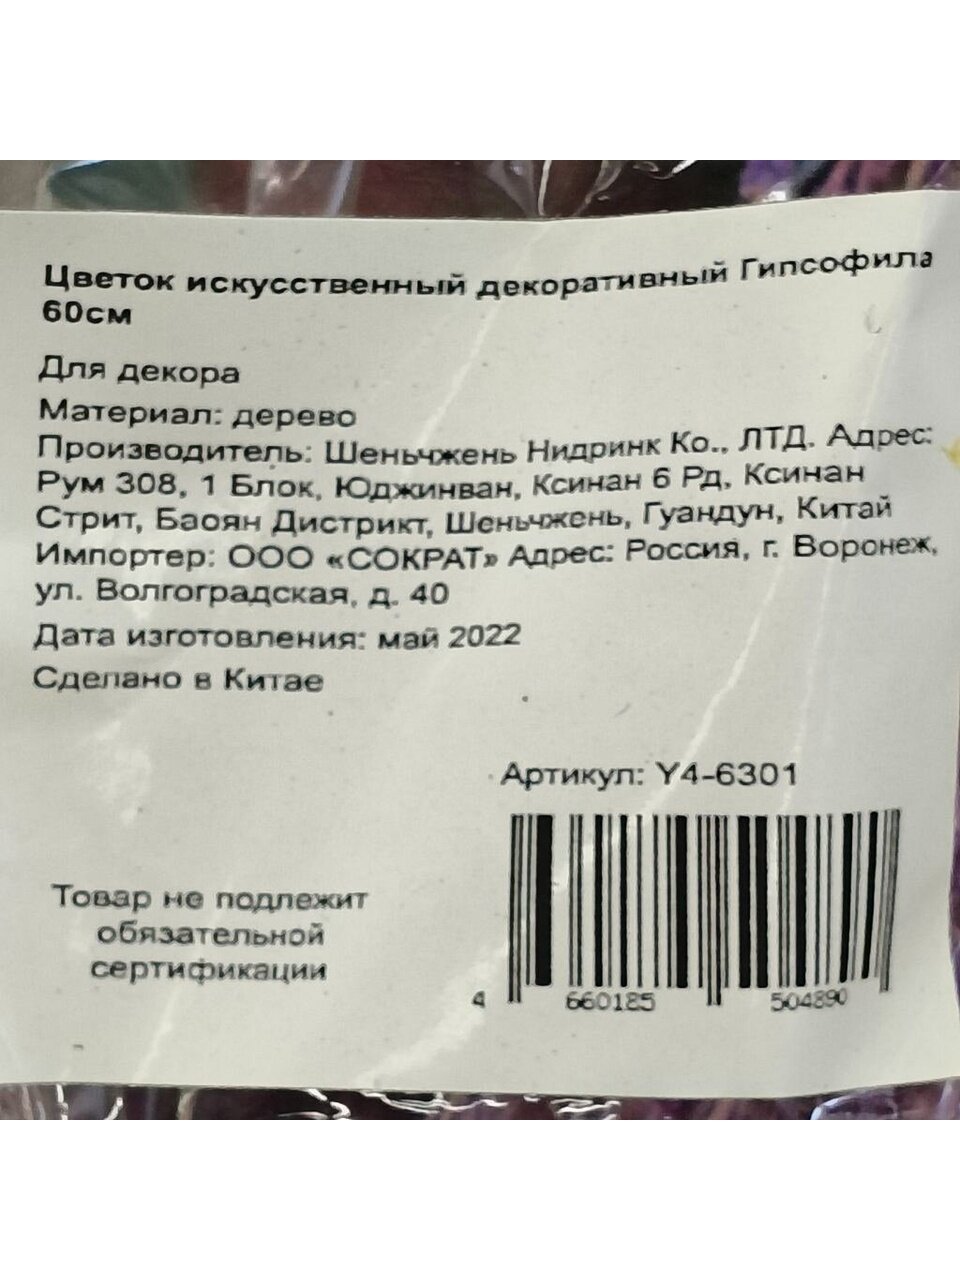 Цветок искусственный декоративный Гипсофила
60см
Для декора
Материал: дерево
Производитель: Шеньчжень Нидринк Ко., ЛТД. Адрес:
Рум 308, 1 Блок, Юджинван, Ксинан 6 Рд, Ксинан
Стрит, Баоян Дистрикт, Шеньчжень, Гуандун, Китай
Импортер: ООО «СОКРАТ» Адрес: Россия, г. Воронеж,
ул. Волгоградская, д. 40
Дата изготовления: май 2022
Сделано в Китае
Артикул: Y4-6301
Товар не подлежит
обязательной
сертификации
4 660185 504890